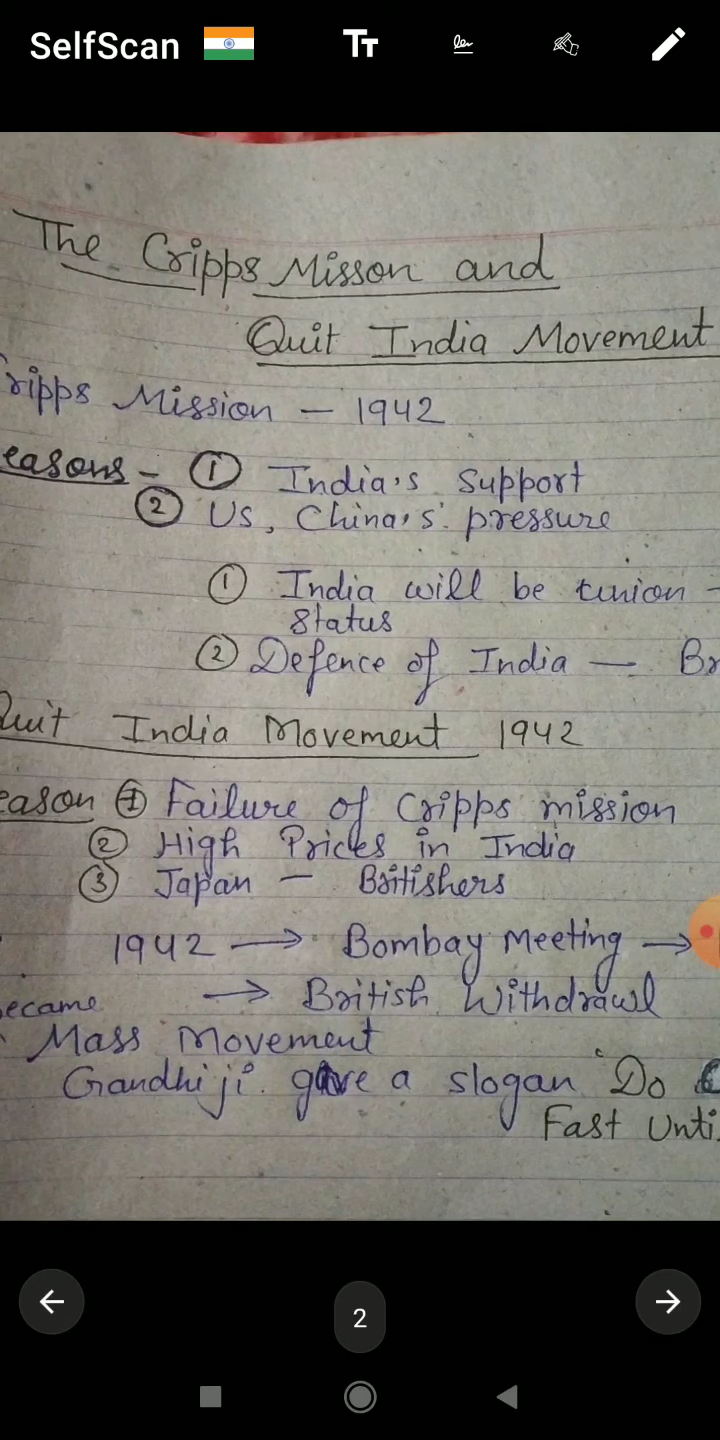 SelfScan
The Cripps Misson and
Quit India Movement
ripps Mission – 1942
easons – ① India's Support
② US, China's pressure
① India will be union –
Status
② Defence of India — Br
Quit India Movement 1942
eason ① Failure of Cripps mission
② High Prices in India
③ Japan – Britishers
1942 → Bombay Meeting →
ecame → British Withdrawl
Mass Movement
Gandhiji gave a slogan 'Do
Fast Unti
2